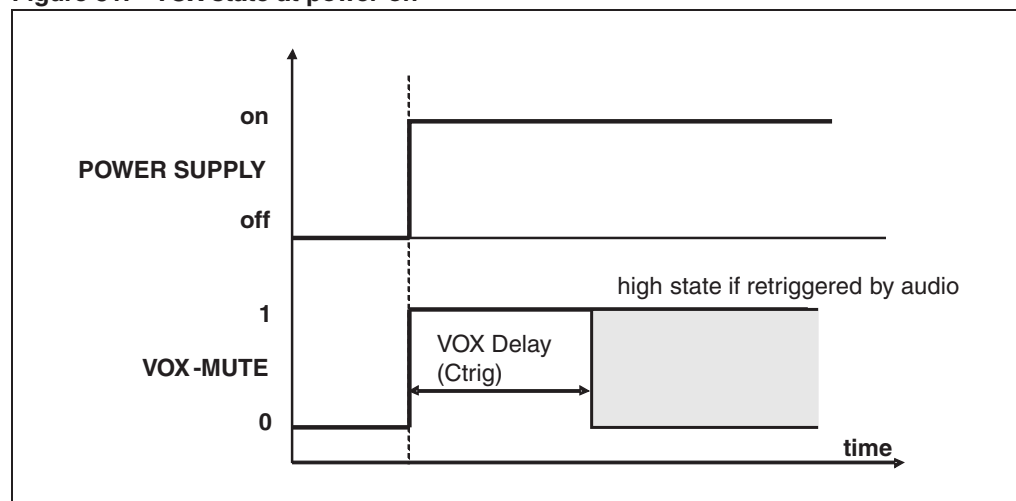 on
POWER SUPPLY
off
high state if retriggered by audio
1
VOX Delay
(Ctrig)
VOX-MUTE
0
time